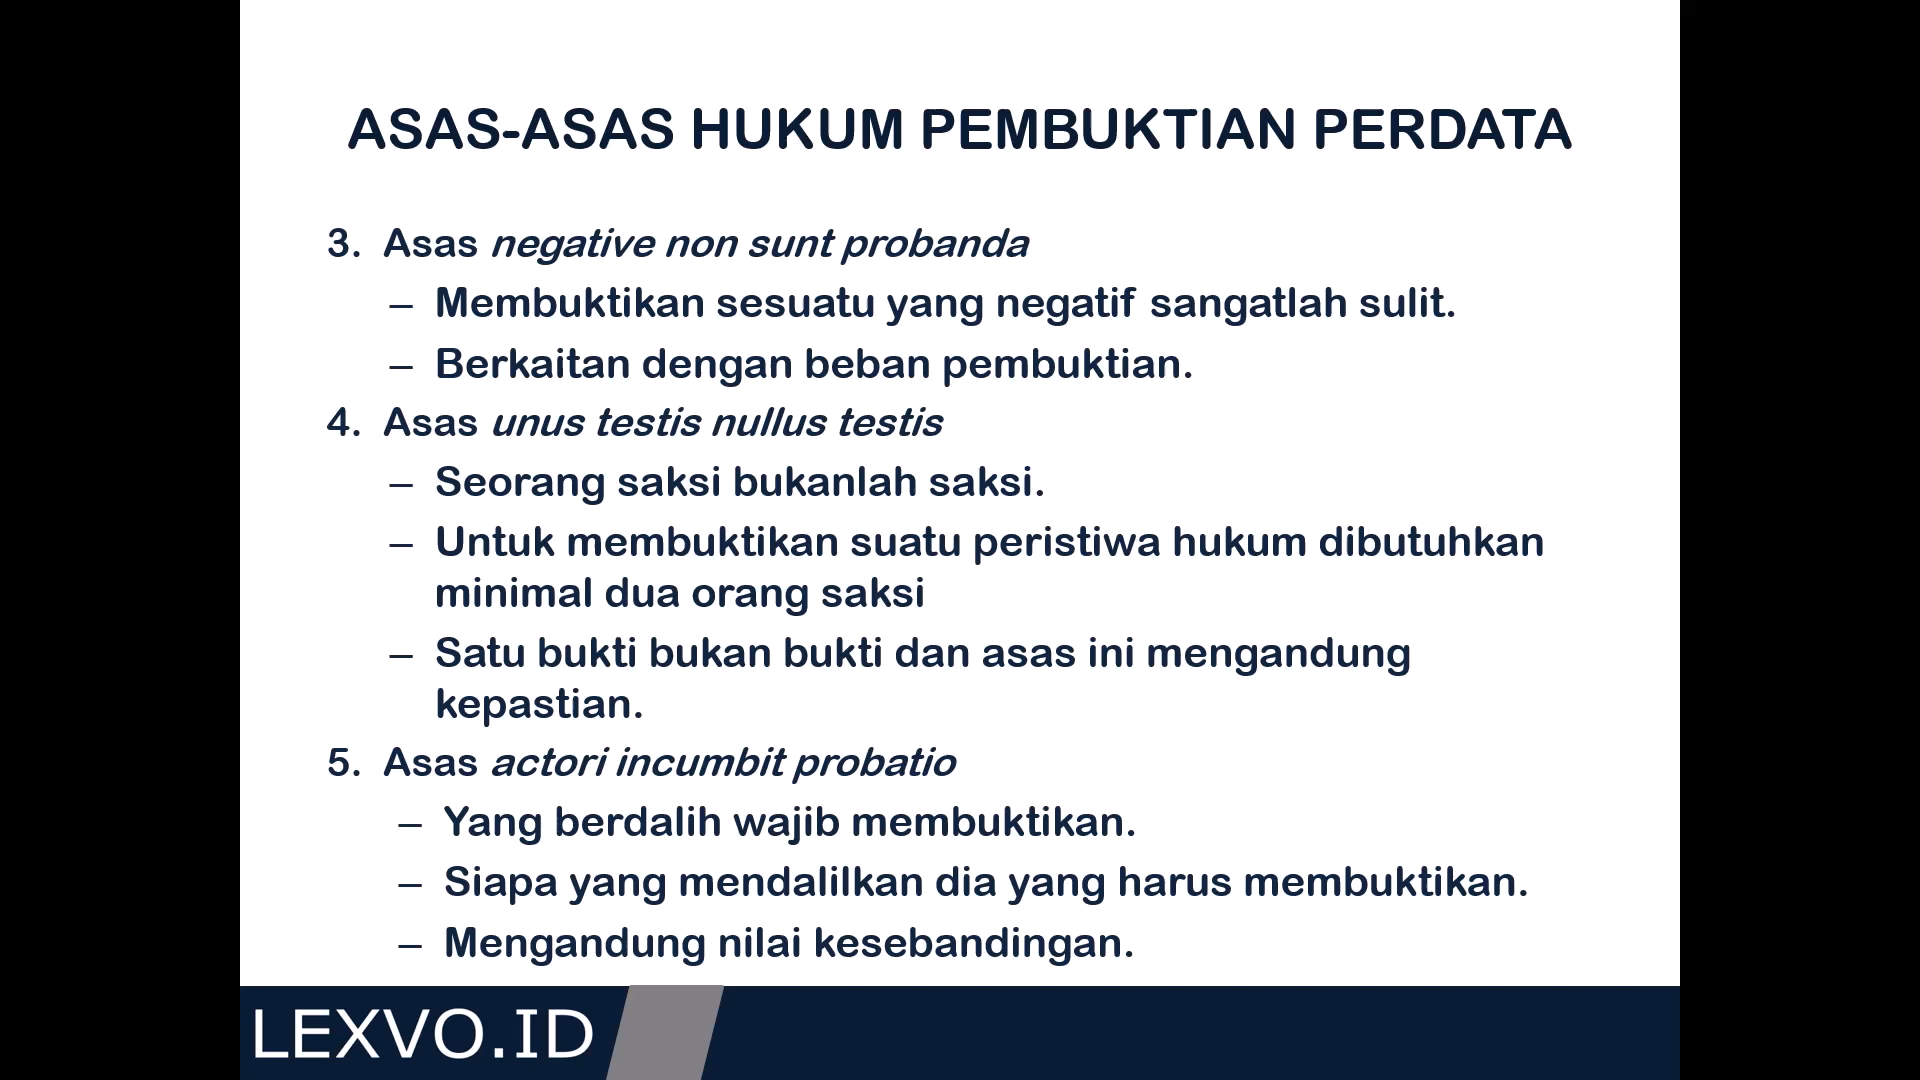 ASAS-ASAS HUKUM PEMBUKTIAN PERDATA
3. Asas negative non sunt probanda
– Membuktikan sesuatu yang negatif sangatlah sulit.
– Berkaitan dengan beban pembuktian.
4. Asas unus testis nullus testis
– Seorang saksi bukanlah saksi.
– Untuk membuktikan suatu peristiwa hukum dibutuhkan
minimal dua orang saksi
– Satu bukti bukan bukti dan asas ini mengandung
kepastian.
5. Asas actori incumbit probatio
– Yang berdalih wajib membuktikan.
– Siapa yang mendalilkan dia yang harus membuktikan.
– Mengandung nilai kesebandingan.
LEXVO.ID